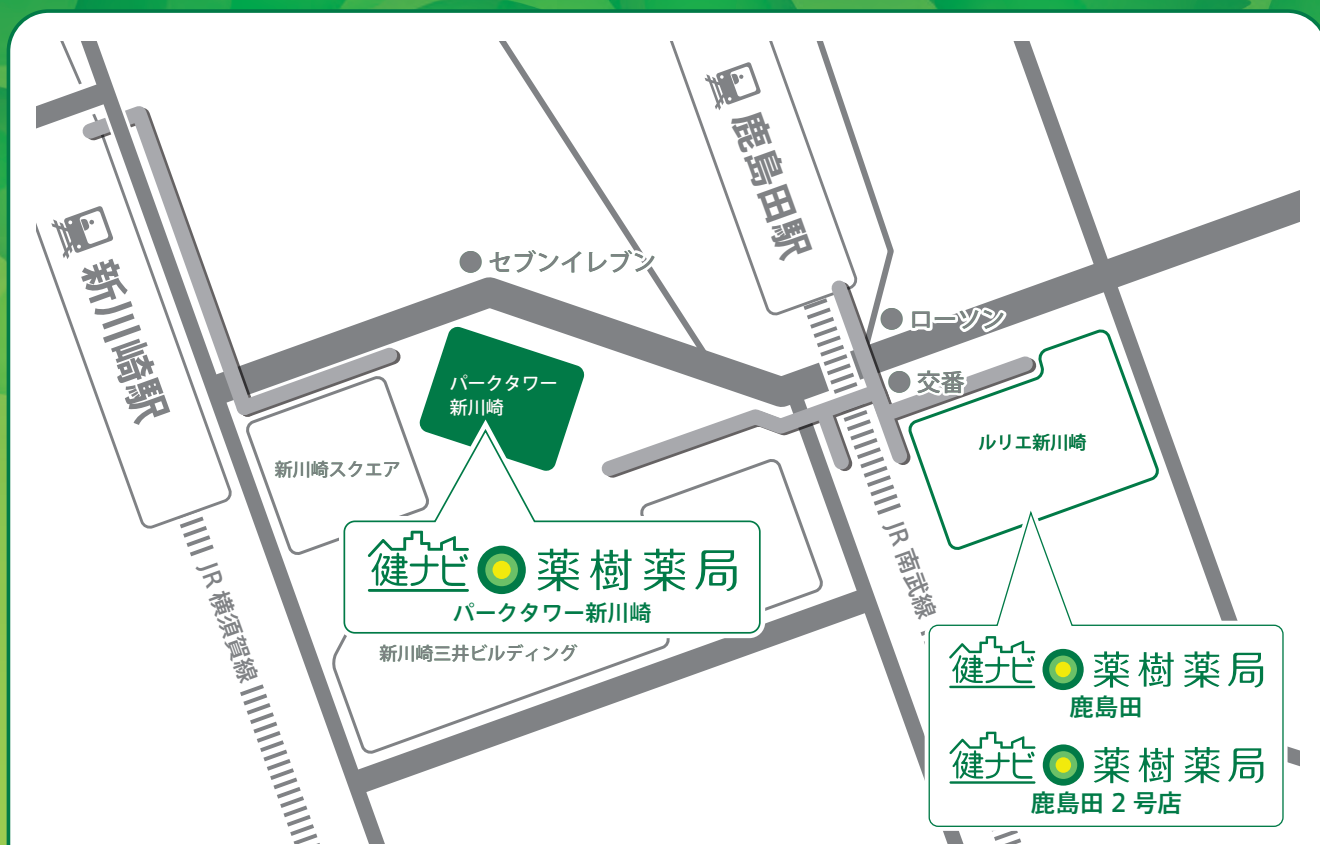 鹿島田駅
新川崎駅
セブンイレブン
ローソン
交番
パークタワー
新川崎
ルリエ新川崎
新川崎スクエア
JR 横須賀線
JR 南武線
健ナビ 薬樹薬局
パークタワー新川崎
新川崎三井ビルディング
健ナビ 薬樹薬局
鹿島田
健ナビ 薬樹薬局
鹿島田 2 号店